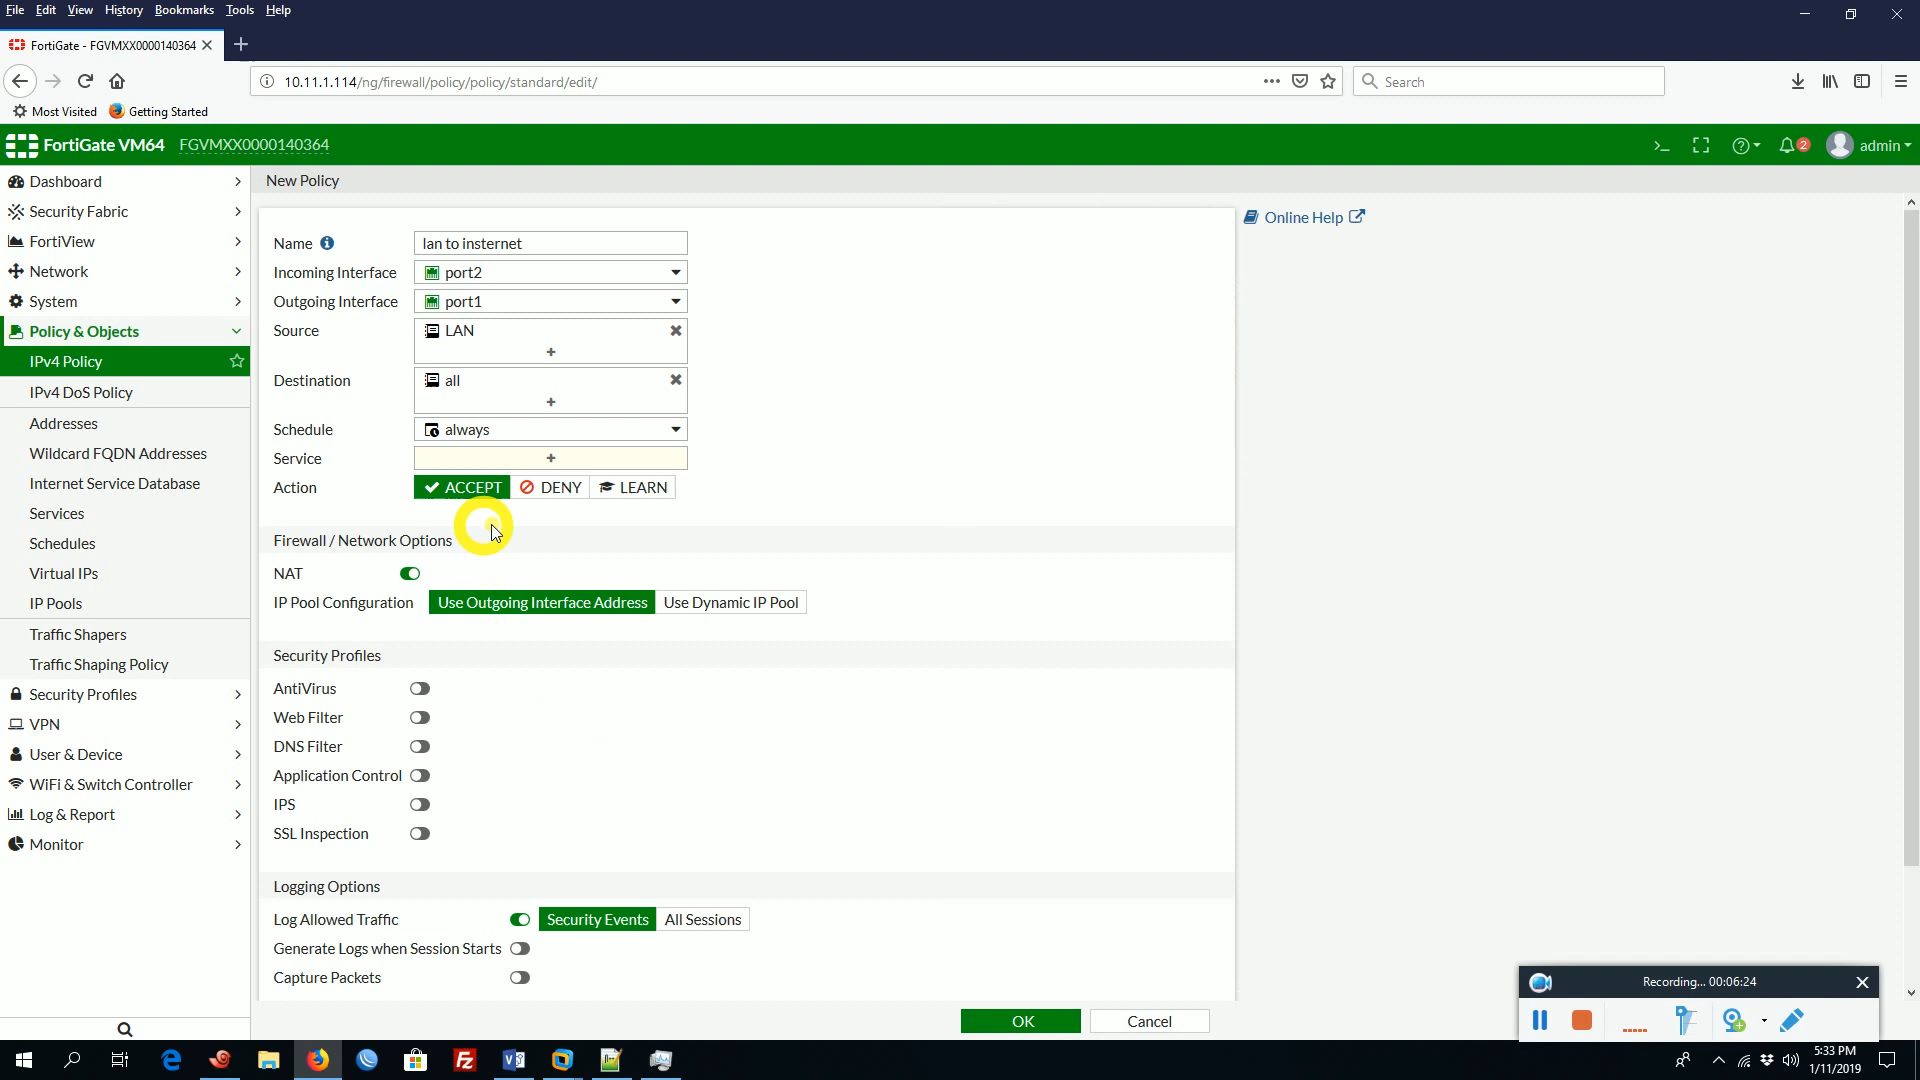 File Edit View History Bookmarks Tools Help
FortiGate - FGVMXX0000140364
10.11.1.114/ng/firewall/policy/policy/standard/edit/
Search
Most Visited Getting Started
FortiGate VM64 FGVMXX0000140364
2
admin
Dashboard
Security Fabric
FortiView
Network
System
Policy & Objects
IPv4 Policy
IPv4 DoS Policy
Addresses
Wildcard FQDN Addresses
Internet Service Database
Services
Schedules
Virtual IPs
IP Pools
Traffic Shapers
Traffic Shaping Policy
Security Profiles
VPN
User & Device
WiFi & Switch Controller
Log & Report
Monitor
New Policy
Name lan to insternet
Incoming Interface port2
Outgoing Interface port1
Source LAN
+
Destination all
+
Schedule always
Service +
Action ACCEPT DENY LEARN
Firewall / Network Options
NAT
IP Pool Configuration Use Outgoing Interface Address Use Dynamic IP Pool
Security Profiles
AntiVirus
Web Filter
DNS Filter
Application Control
IPS
SSL Inspection
Logging Options
Log Allowed Traffic Security Events All Sessions
Generate Logs when Session Starts
Capture Packets
OK Cancel
Online Help
Recording... 00:06:24
5:33 PM
1/11/2019